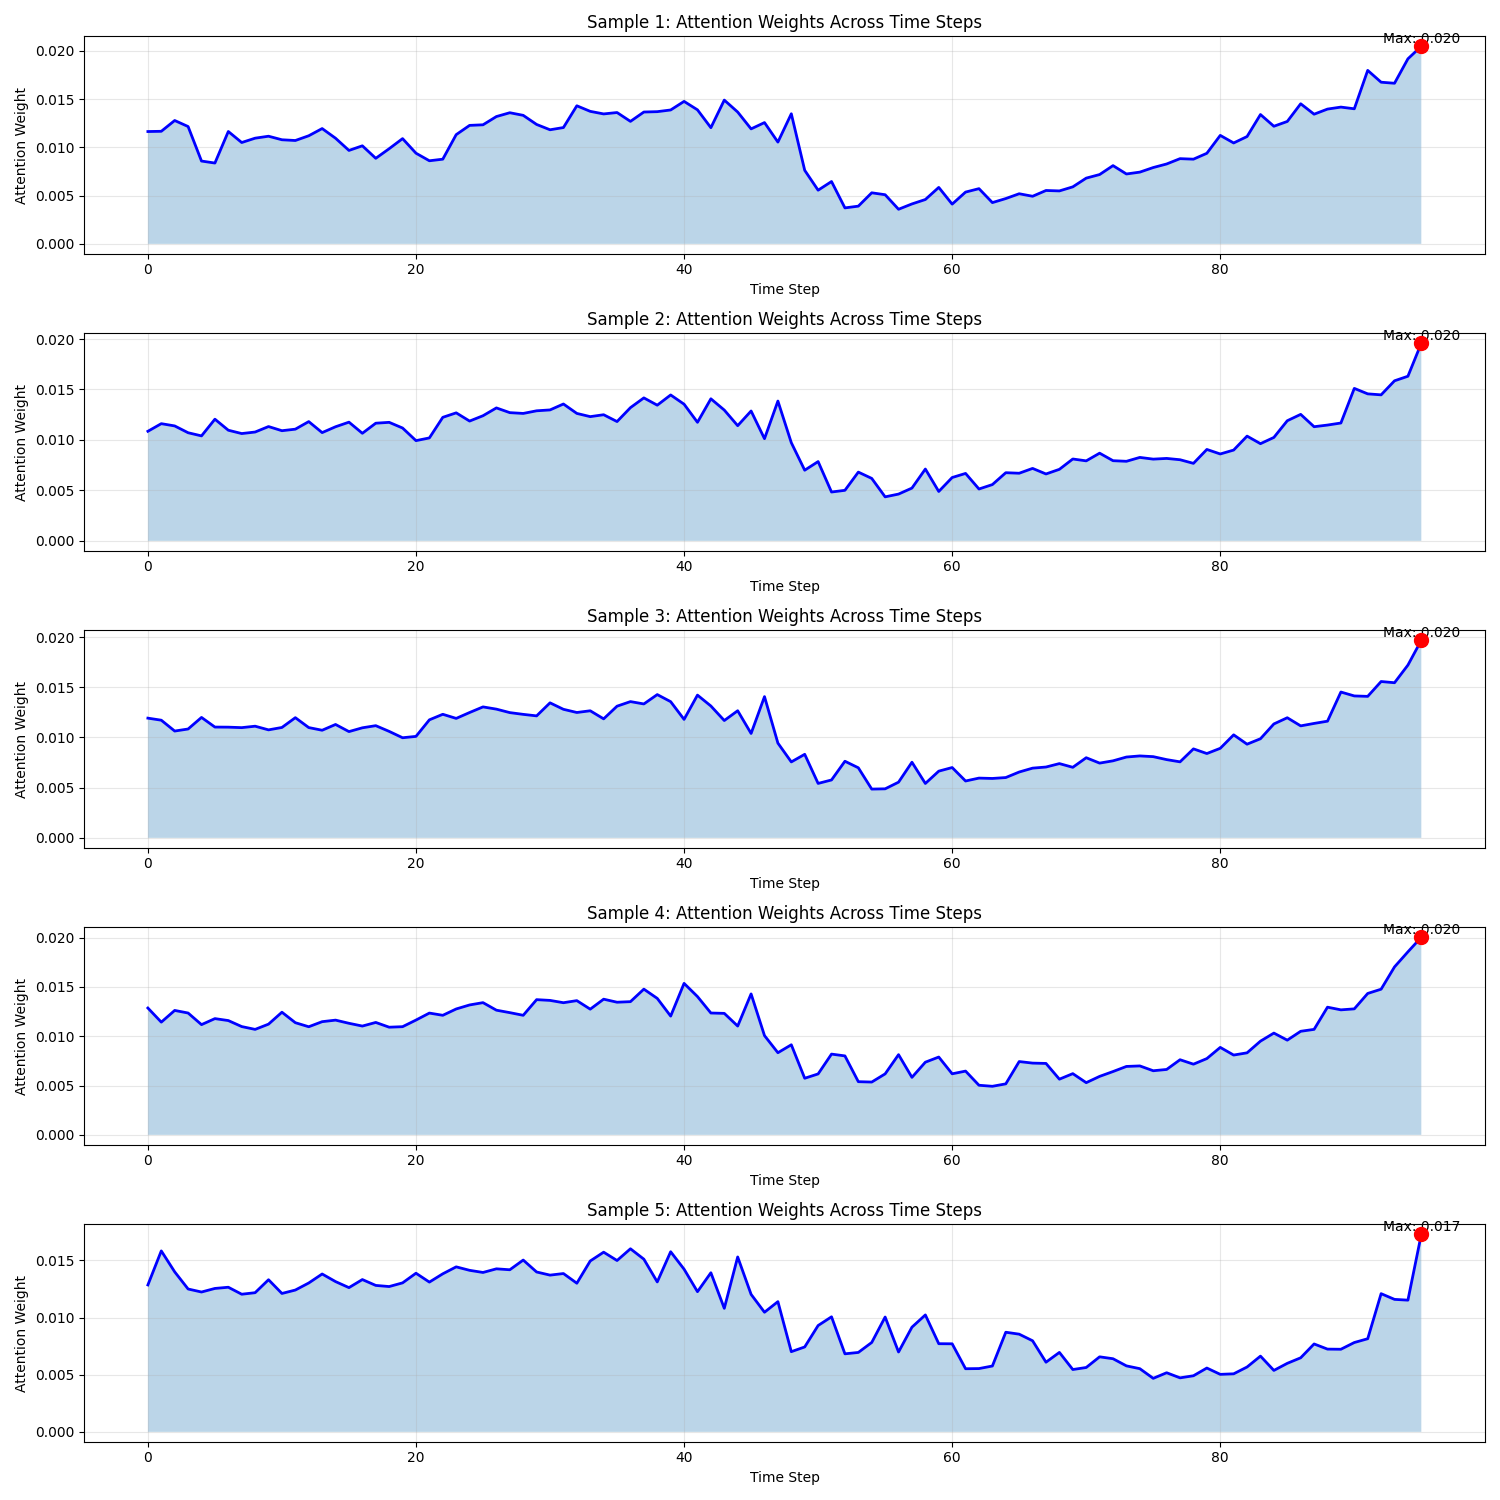 Sample 1: Attention Weights Across Time Steps
Max: 0.020
0.020
0.015
0.010
0.005
0.000
Attention Weight
0 20 40 60 80
Time Step
Sample 2: Attention Weights Across Time Steps
Max: 0.020
0.020
0.015
0.010
0.005
0.000
Attention Weight
0 20 40 60 80
Time Step
Sample 3: Attention Weights Across Time Steps
Max: 0.020
0.020
0.015
0.010
0.005
0.000
Attention Weight
0 20 40 60 80
Time Step
Sample 4: Attention Weights Across Time Steps
Max: 0.020
0.020
0.015
0.010
0.005
0.000
Attention Weight
0 20 40 60 80
Time Step
Sample 5: Attention Weights Across Time Steps
Max: 0.017
0.015
0.010
0.005
0.000
Attention Weight
0 20 40 60 80
Time Step